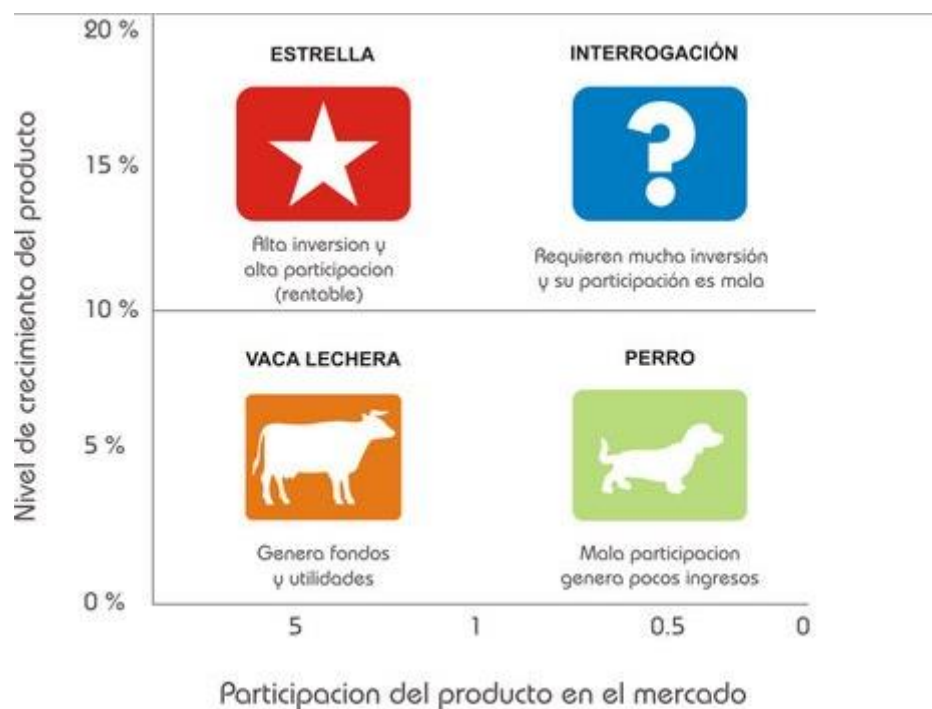 20 %
ESTRELLA
INTERROGACIÓN
15 %
Alta inversion y
alta participacion
(rentable)
Requieren mucha inversión
y su participación es mala
10 %
VACA LECHERA
PERRO
5 %
Genera fondos
y utilidades
Mala participacion
genera pocos ingresos
0 %
5
1
0.5
0
Nivel de crecimiento del producto
Participacion del producto en el mercado